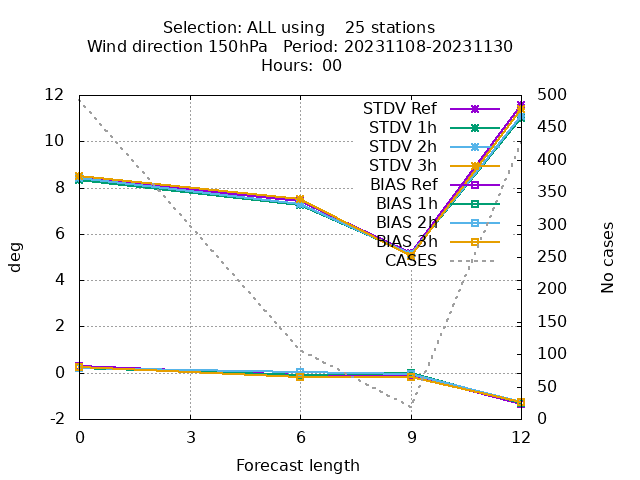 Selection: ALL using    25 stations
Wind direction 150hPa   Period: 20231108-20231130
Hours: 00
12
10
8
6
4
2
0
-2
deg
500
450
400
350
300
250
200
150
100
50
0
No cases
STDV Ref
STDV 1h
STDV 2h
STDV 3h
BIAS Ref
BIAS 1h
BIAS 2h
BIAS 3h
CASES
0 3 6 9 12
Forecast length